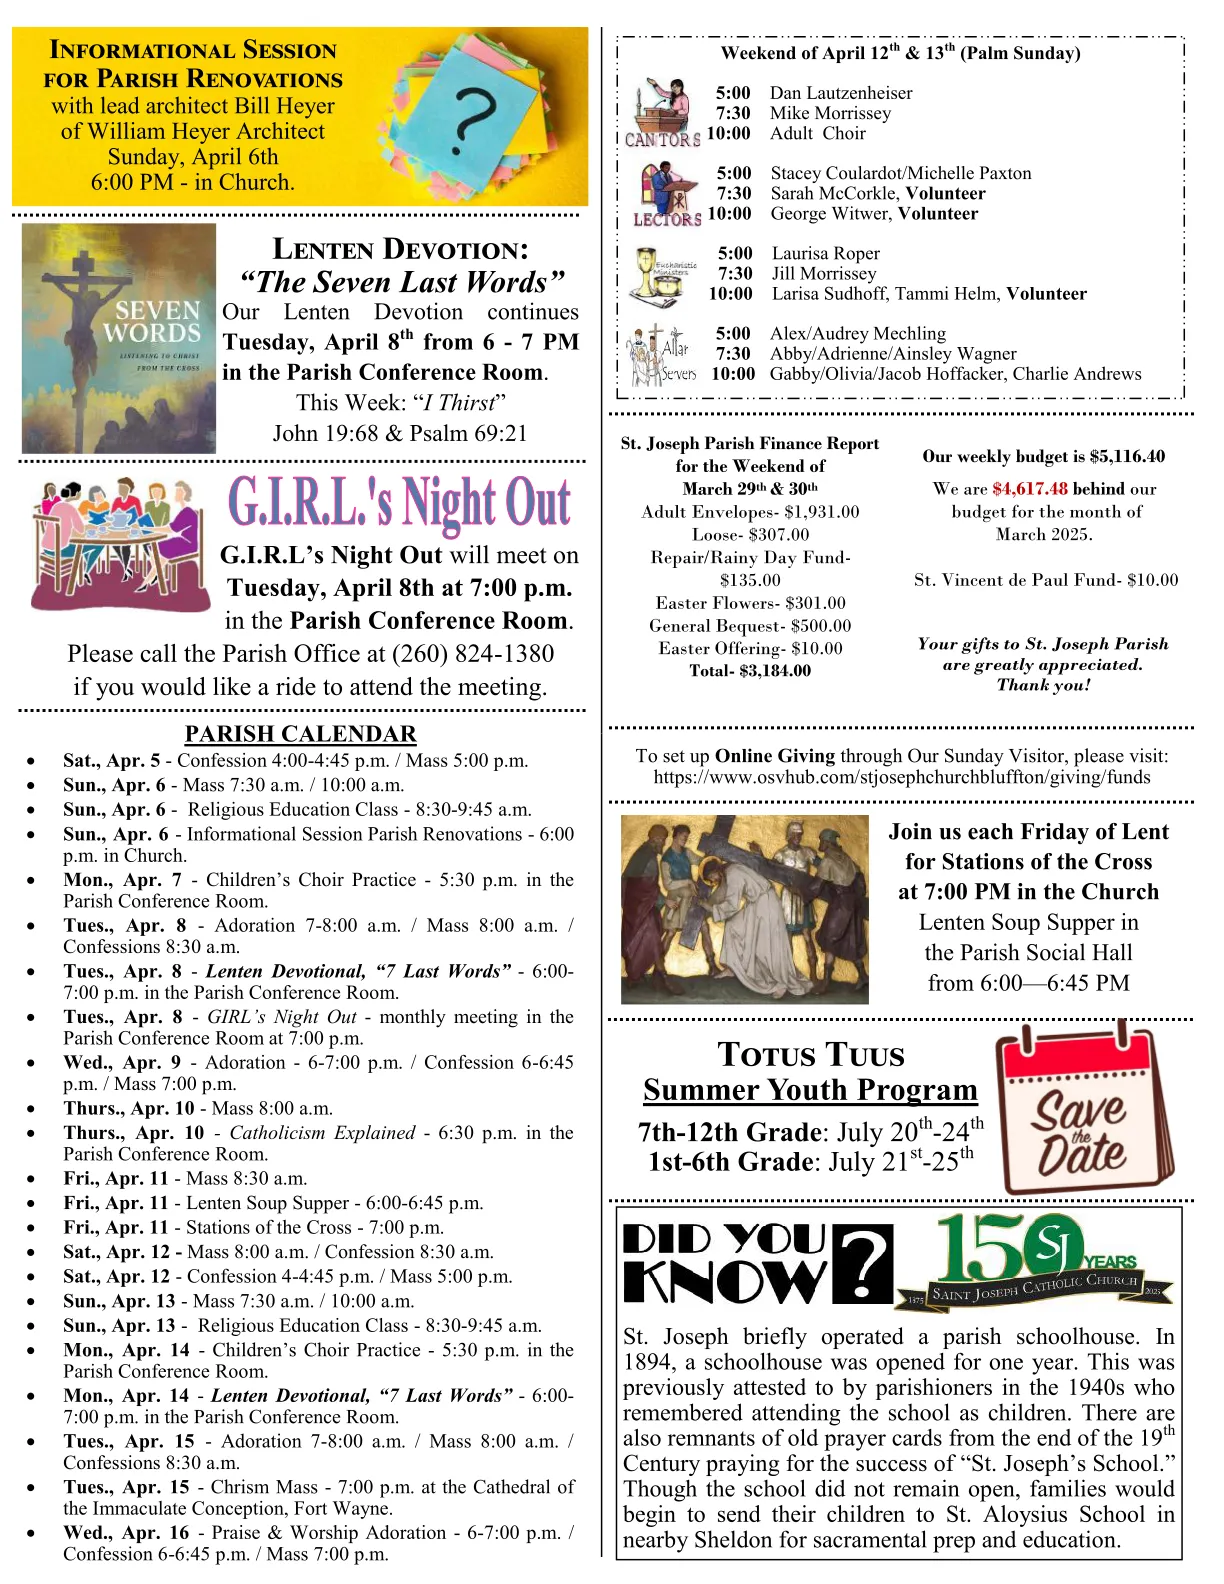 INFORMATIONAL SESSION
FOR PARISH RENOVATIONS
with lead architect Bill Heyer
of William Heyer Architect
Sunday, April 6th
6:00 PM - in Church.
?
SEVEN
WORDS
LISTENING TO CHRIST
FROM THE CROSS
LENTEN DEVOTION:
“The Seven Last Words”
Our Lenten Devotion continues
Tuesday, April 8th from 6 - 7 PM
in the Parish Conference Room.
This Week: “I Thirst”
John 19:68 & Psalm 69:21
G.I.R.L.'s Night Out
G.I.R.L’s Night Out will meet on
Tuesday, April 8th at 7:00 p.m.
in the Parish Conference Room.
Please call the Parish Office at (260) 824-1380
if you would like a ride to attend the meeting.
PARISH CALENDAR
• Sat., Apr. 5 - Confession 4:00-4:45 p.m. / Mass 5:00 p.m.
• Sun., Apr. 6 - Mass 7:30 a.m. / 10:00 a.m.
• Sun., Apr. 6 - Religious Education Class - 8:30-9:45 a.m.
• Sun., Apr. 6 - Informational Session Parish Renovations - 6:00
p.m. in Church.
• Mon., Apr. 7 - Children’s Choir Practice - 5:30 p.m. in the
Parish Conference Room.
• Tues., Apr. 8 - Adoration 7-8:00 a.m. / Mass 8:00 a.m. /
Confessions 8:30 a.m.
• Tues., Apr. 8 - Lenten Devotional, “7 Last Words” - 6:00-
7:00 p.m. in the Parish Conference Room.
• Tues., Apr. 8 - GIRL’s Night Out - monthly meeting in the
Parish Conference Room at 7:00 p.m.
• Wed., Apr. 9 - Adoration - 6-7:00 p.m. / Confession 6-6:45
p.m. / Mass 7:00 p.m.
• Thurs., Apr. 10 - Mass 8:00 a.m.
• Thurs., Apr. 10 - Catholicism Explained - 6:30 p.m. in the
Parish Conference Room.
• Fri., Apr. 11 - Mass 8:30 a.m.
• Fri., Apr. 11 - Lenten Soup Supper - 6:00-6:45 p.m.
• Fri., Apr. 11 - Stations of the Cross - 7:00 p.m.
• Sat., Apr. 12 - Mass 8:00 a.m. / Confession 8:30 a.m.
• Sat., Apr. 12 - Confession 4-4:45 p.m. / Mass 5:00 p.m.
• Sun., Apr. 13 - Mass 7:30 a.m. / 10:00 a.m.
• Sun., Apr. 13 - Religious Education Class - 8:30-9:45 a.m.
• Mon., Apr. 14 - Children’s Choir Practice - 5:30 p.m. in the
Parish Conference Room.
• Mon., Apr. 14 - Lenten Devotional, “7 Last Words” - 6:00-
7:00 p.m. in the Parish Conference Room.
• Tues., Apr. 15 - Adoration 7-8:00 a.m. / Mass 8:00 a.m. /
Confessions 8:30 a.m.
• Tues., Apr. 15 - Chrism Mass - 7:00 p.m. at the Cathedral of
the Immaculate Conception, Fort Wayne.
• Wed., Apr. 16 - Praise & Worship Adoration - 6-7:00 p.m. /
Confession 6-6:45 p.m. / Mass 7:00 p.m.
Weekend of April 12th & 13th (Palm Sunday)
CANTORS
5:00 Dan Lautzenheiser
7:30 Mike Morrissey
10:00 Adult Choir
LECTORS
5:00 Stacey Coulardot/Michelle Paxton
7:30 Sarah McCorkle, Volunteer
10:00 George Witwer, Volunteer
Eucharistic
Ministers
5:00 Laurisa Roper
7:30 Jill Morrissey
10:00 Larisa Sudhoff, Tammi Helm, Volunteer
Altar
Servers
5:00 Alex/Audrey Mechling
7:30 Abby/Adrienne/Ainsley Wagner
10:00 Gabby/Olivia/Jacob Hoffacker, Charlie Andrews
St. Joseph Parish Finance Report
for the Weekend of
March 29th & 30th
Adult Envelopes- $1,931.00
Loose- $307.00
Repair/Rainy Day Fund-
$135.00
Easter Flowers- $301.00
General Bequest- $500.00
Easter Offering- $10.00
Total- $3,184.00
Our weekly budget is $5,116.40
We are $4,617.48 behind our
budget for the month of
March 2025.
St. Vincent de Paul Fund- $10.00
Your gifts to St. Joseph Parish
are greatly appreciated.
Thank you!
To set up Online Giving through Our Sunday Visitor, please visit:
https://www.osvhub.com/stjosephchurchbluffton/giving/funds
Join us each Friday of Lent
for Stations of the Cross
at 7:00 PM in the Church
Lenten Soup Supper in
the Parish Social Hall
from 6:00—6:45 PM
TOTUS TUUS
Summer Youth Program
7th-12th Grade: July 20th-24th
1st-6th Grade: July 21st-25th
Save
the
Date
DID YOU
KNOW?
150 SJ YEARS
1875 SAINT JOSEPH CATHOLIC CHURCH 2025
St. Joseph briefly operated a parish schoolhouse. In
1894, a schoolhouse was opened for one year. This was
previously attested to by parishioners in the 1940s who
remembered attending the school as children. There are
also remnants of old prayer cards from the end of the 19th
Century praying for the success of “St. Joseph’s School.”
Though the school did not remain open, families would
begin to send their children to St. Aloysius School in
nearby Sheldon for sacramental prep and education.